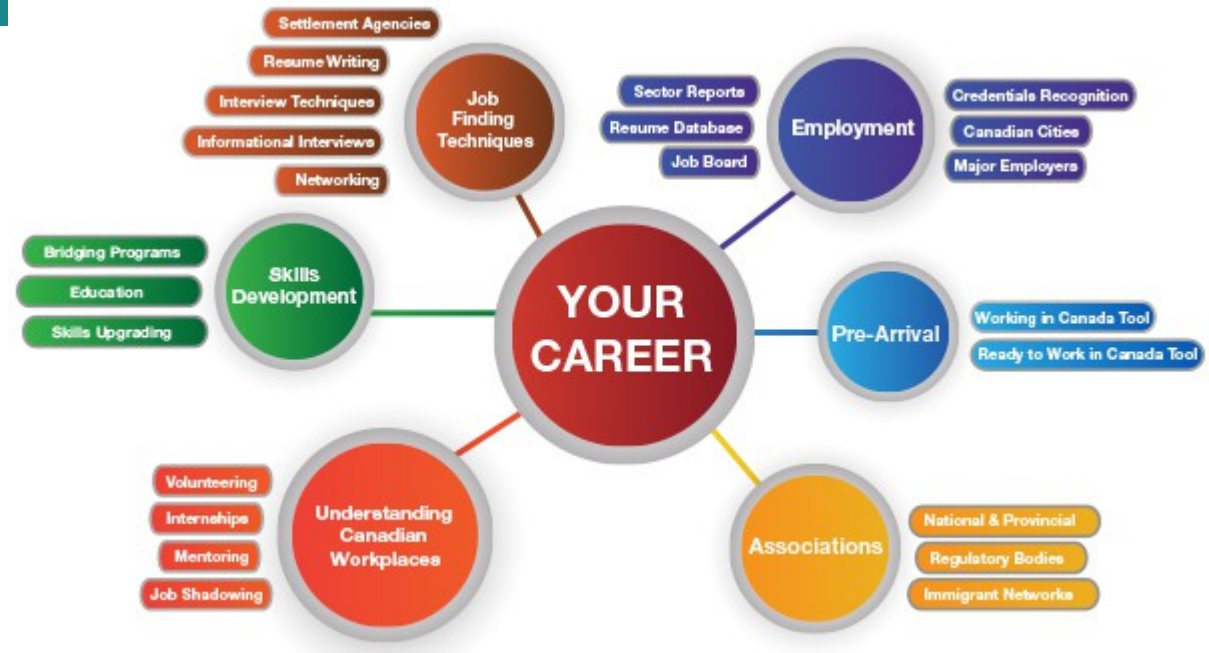 Settlement Agencies
Resume Writing
Interview Techniques
Informational Interviews
Networking
Job
Finding
Techniques
Sector Reports
Resume Database
Job Board
Employment
Credentials Recognition
Canadian Cities
Major Employers
Bridging Programs
Education
Skills Upgrading
Skills
Development
YOUR
CAREER
Pre-Arrival
Working in Canada Tool
Ready to Work in Canada Tool
Volunteering
Internships
Mentoring
Job Shadowing
Understanding
Canadian
Workplaces
Associations
National & Provincial
Regulatory Bodies
Immigrant Networks